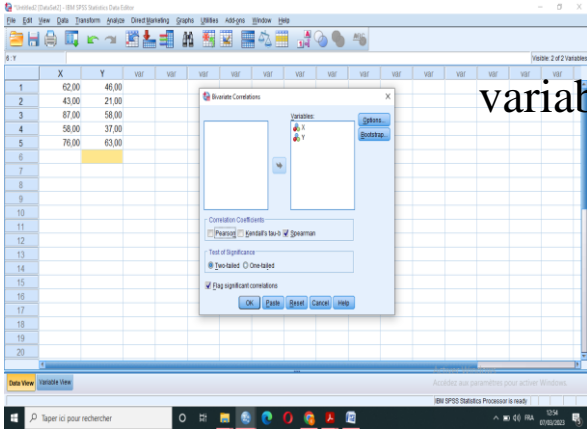 *Untitled2 [DataSet2] - IBM SPSS Statistics Data Editor
File Edit View Data Transform Analyze Direct Marketing Graphs Utilities Add-ons Window Help
6 : Y
Visible: 2 of 2 Variables
X Y var var var var var var var var var var var var var var
1 62,00 46,00
2 43,00 21,00
3 87,00 58,00
4 58,00 37,00
5 76,00 63,00
6
7
8
9
10
11
12
13
14
15
16
17
18
19
20
variab
Bivariate Correlations
Variables:
X
Y
Options...
Bootstrap...
Correlation Coefficients
Pearson Kendall's tau-b Spearman
Test of Significance
Two-tailed One-tailed
Flag significant correlations
OK Paste Reset Cancel Help
Data View Variable View
Accédez aux paramètres pour activer Windows.
IBM SPSS Statistics Processor is ready
Taper ici pour rechercher
FRA
12:54
07/03/2023